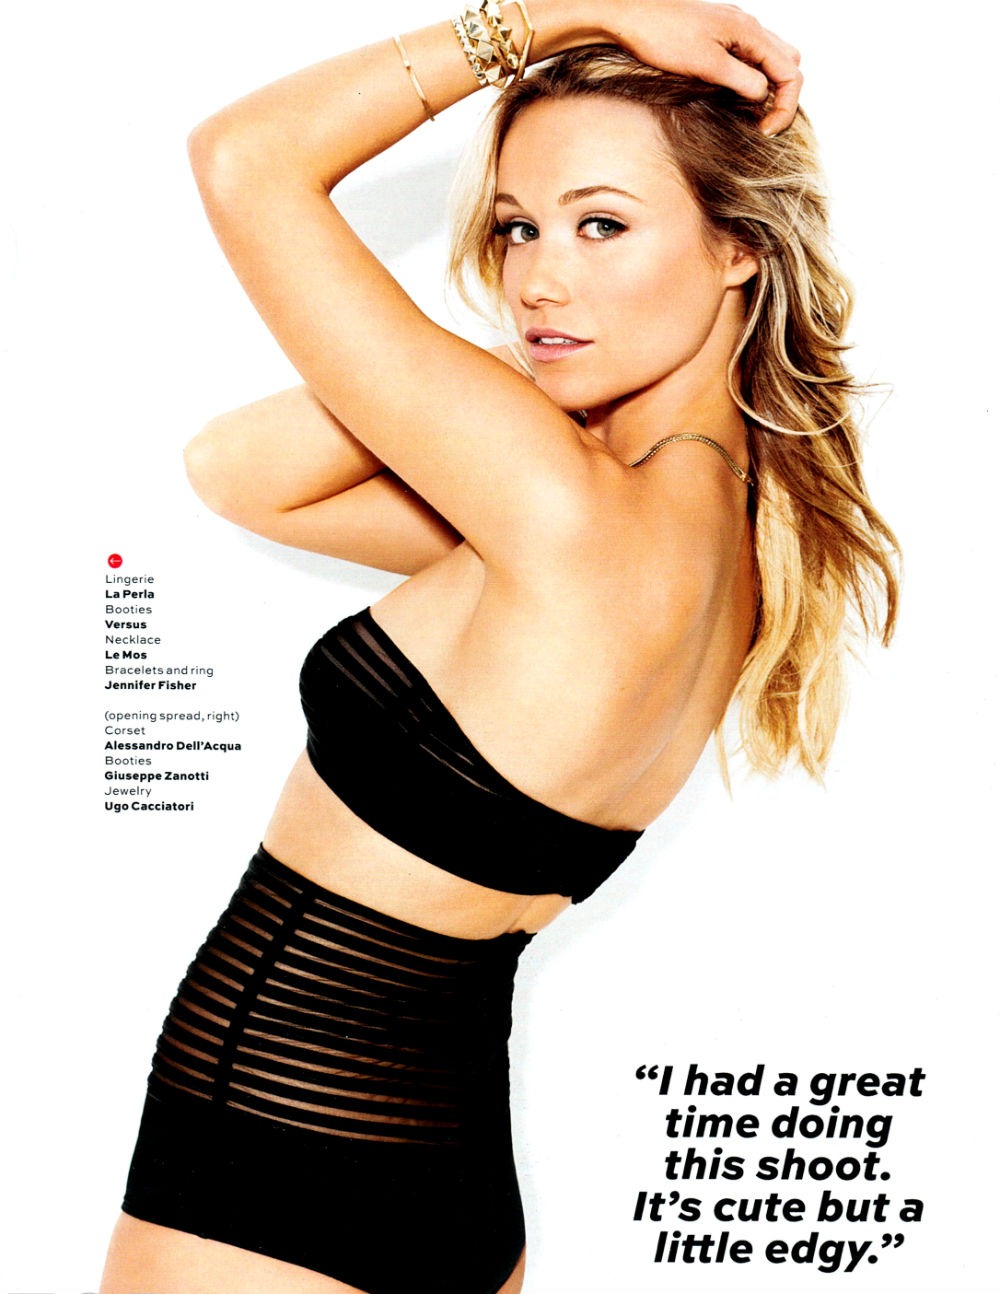 Lingerie
La Perla
Booties
Versus
Necklace
Le Mos
Bracelets and ring
Jennifer Fisher
(opening spread, right)
Corset
Alessandro Dell'Acqua
Booties
Giuseppe Zanotti
Jewelry
Ugo Cacciatori
“I had a great
time doing
this shoot.
It's cute but a
little edgy.”